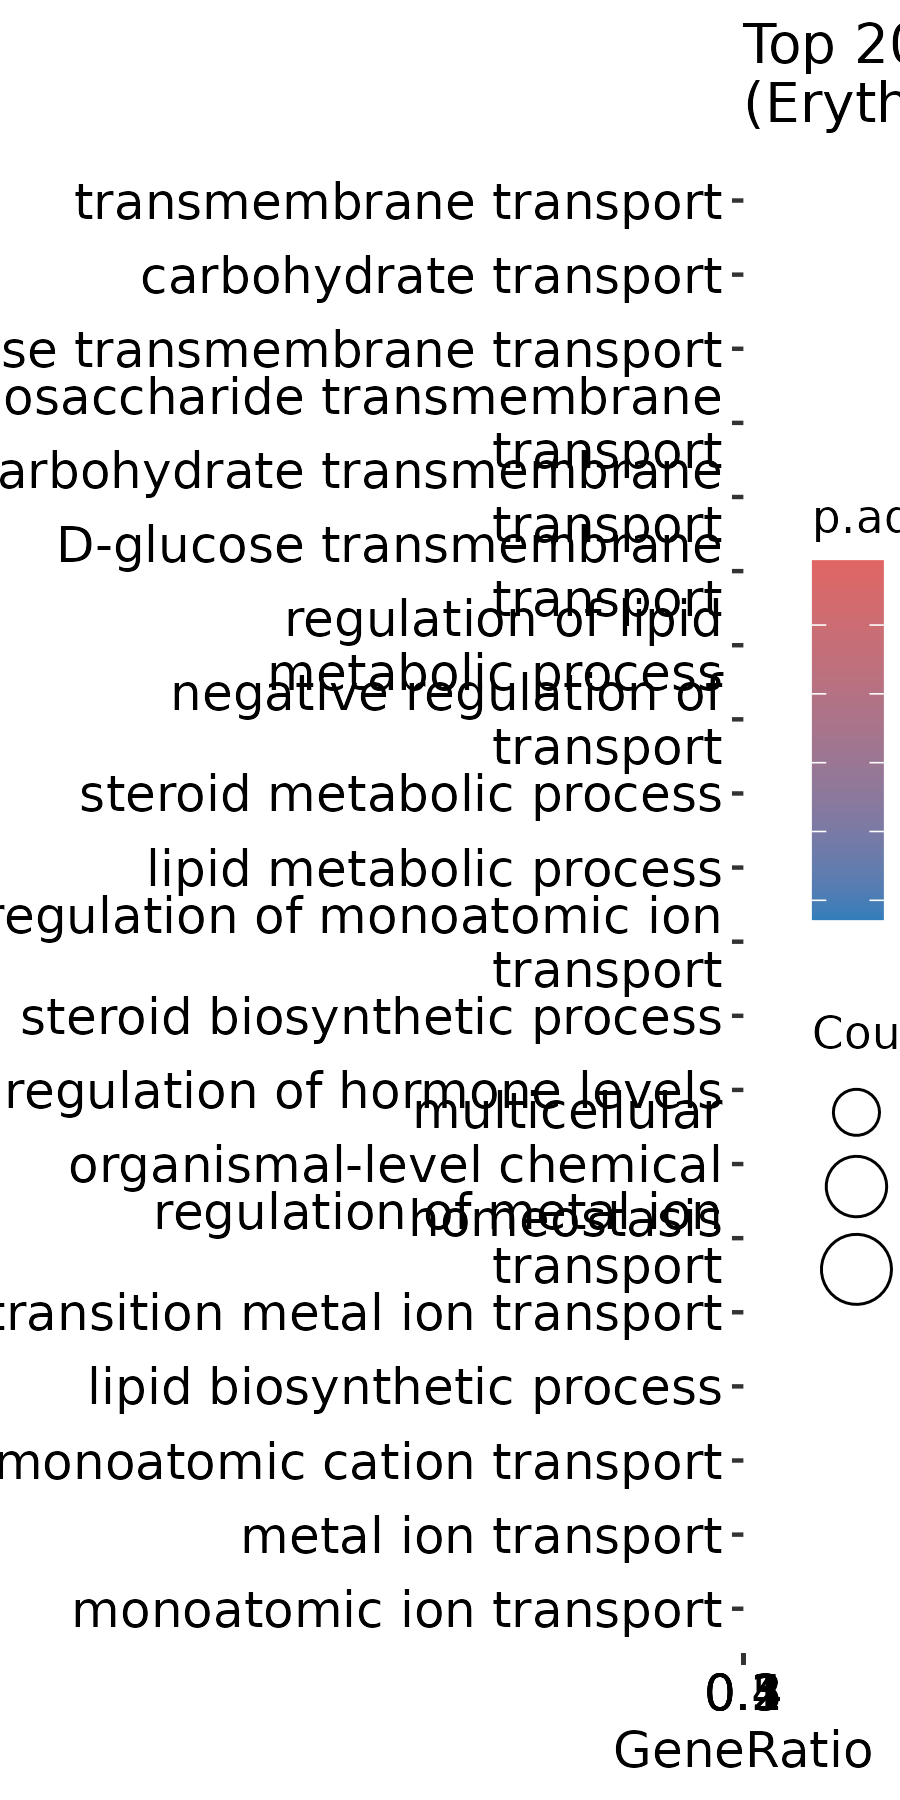 Top 20
(Eryth
transmembrane transport
carbohydrate transport
se transmembrane transport
osaccharide transmembrane
transport
arbohydrate transmembrane
transport
D-glucose transmembrane
transport
regulation of lipid
metabolic process
negative regulation of
transport
steroid metabolic process
lipid metabolic process
regulation of monoatomic ion
transport
steroid biosynthetic process
regulation of hormone levels
multicellular
organismal-level chemical
homeostasis
regulation of metal ion
transport
transition metal ion transport
lipid biosynthetic process
monoatomic cation transport
metal ion transport
monoatomic ion transport
GeneRatio
p.ad
Cou